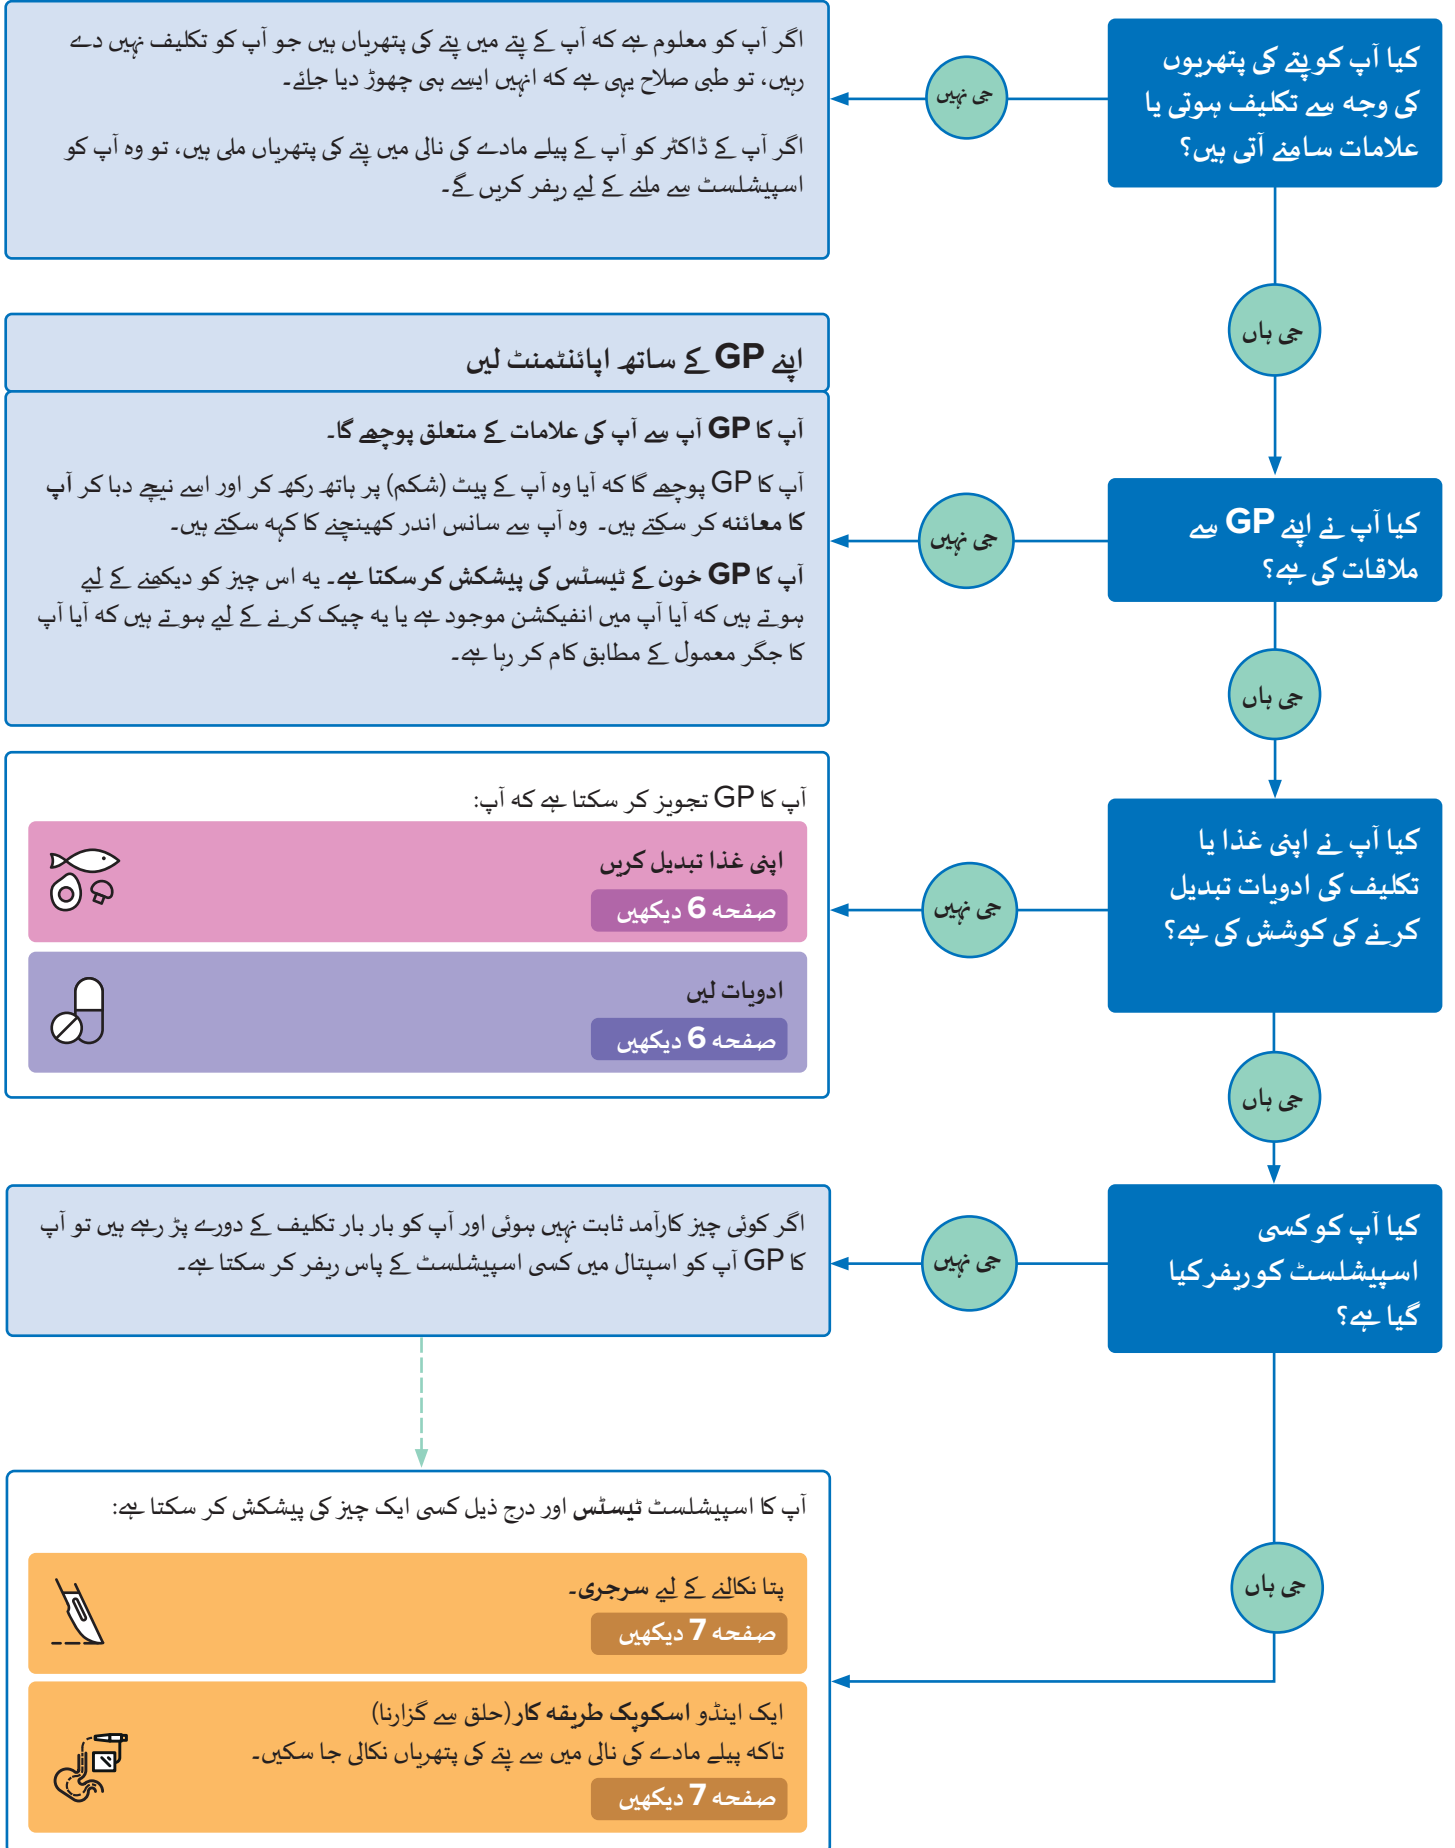 کیا آپ کو پتے کی پتھریوں
کی وجہ سے تکلیف ہوتی یا
علامات سامنے آتی ہیں؟
جی نہیں
اگر آپ کو معلوم ہے کہ آپ کے پتے میں پتے کی پتھریاں ہیں جو آپ کو تکلیف نہیں دے
رہیں، تو طبی صلاح یہی ہے کہ انہیں ایسے ہی چھوڑ دیا جائے۔
اگر آپ کے ڈاکٹر کو آپ کے پیلے مادے کی نالی میں پتے کی پتھریاں ملی ہیں، تو وہ آپ کو
اسپیشلسٹ سے ملنے کے لیے ریفر کریں گے۔
جی ہاں
کیا آپ نے اپنے GP سے
ملاقات کی ہے؟
جی نہیں
اپنے GP کے ساتھ اپائنٹمنٹ لیں
آپ کا GP آپ سے آپ کی علامات کے متعلق پوچھے گا۔
آپ کا GP پوچھے گا کہ آیا وہ آپ کے پیٹ (شکم) پر ہاتھ رکھ کر اور اسے نیچے دبا کر آپ
کا معائنہ کر سکتے ہیں۔ وہ آپ سے سانس اندر کھینچنے کا کہہ سکتے ہیں۔
آپ کا GP خون کے ٹیسٹس کی پیشکش کر سکتا ہے۔ یہ اس چیز کو دیکھنے کے لیے
ہوتے ہیں کہ آیا آپ میں انفیکشن موجود ہے یا یہ چیک کرنے کے لیے ہوتے ہیں کہ آیا آپ
کا جگر معمول کے مطابق کام کر رہا ہے۔
جی ہاں
کیا آپ نے اپنی غذا یا
تکلیف کی ادویات تبدیل
کرنے کی کوشش کی ہے؟
جی نہیں
آپ کا GP تجویز کر سکتا ہے کہ آپ:
اپنی غذا تبدیل کریں
صفحہ 6 دیکھیں
ادویات لیں
صفحہ 6 دیکھیں
جی ہاں
کیا آپ کو کسی
اسپیشلسٹ کو ریفر کیا
گیا ہے؟
جی نہیں
اگر کوئی چیز کارآمد ثابت نہیں ہوئی اور آپ کو بار بار تکلیف کے دورے پڑ رہے ہیں تو آپ
کا GP آپ کو اسپتال میں کسی اسپیشلسٹ کے پاس ریفر کر سکتا ہے۔
جی ہاں
آپ کا اسپیشلسٹ ٹیسٹس اور درج ذیل کسی ایک چیز کی پیشکش کر سکتا ہے:
پتا نکالنے کے لیے سرجری۔
صفحہ 7 دیکھیں
ایک اینڈو اسکوپک طریقہ کار (حلق سے گزارنا)
تاکہ پیلے مادے کی نالی میں سے پتے کی پتھریاں نکالی جا سکیں۔
صفحہ 7 دیکھیں